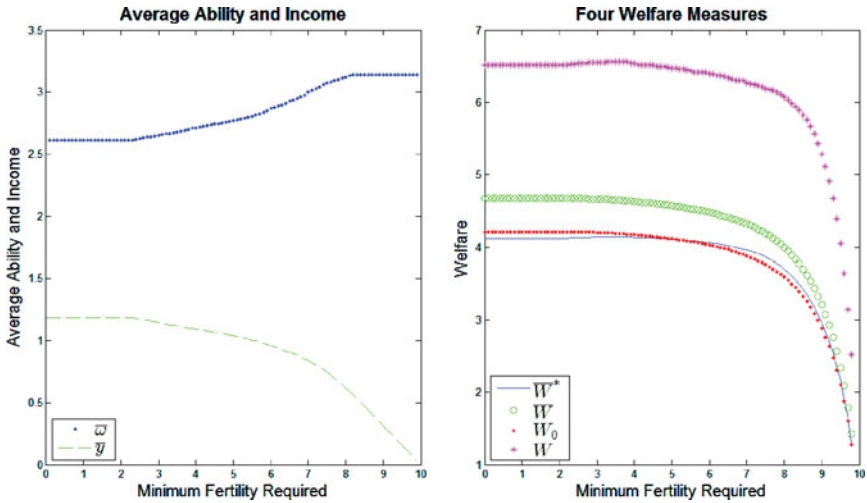 Average Ability and Income
3.5
3
2.5
2
1.5
1
0.5
0
Average Ability and Income
0 1 2 3 4 5 6 7 8 9 10
Minimum Fertility Required
ϖ̅
y̅
Four Welfare Measures
7
6
5
4
3
2
1
Welfare
0 1 2 3 4 5 6 7 8 9 10
Minimum Fertility Required
W̅*
W̅
W₀
W